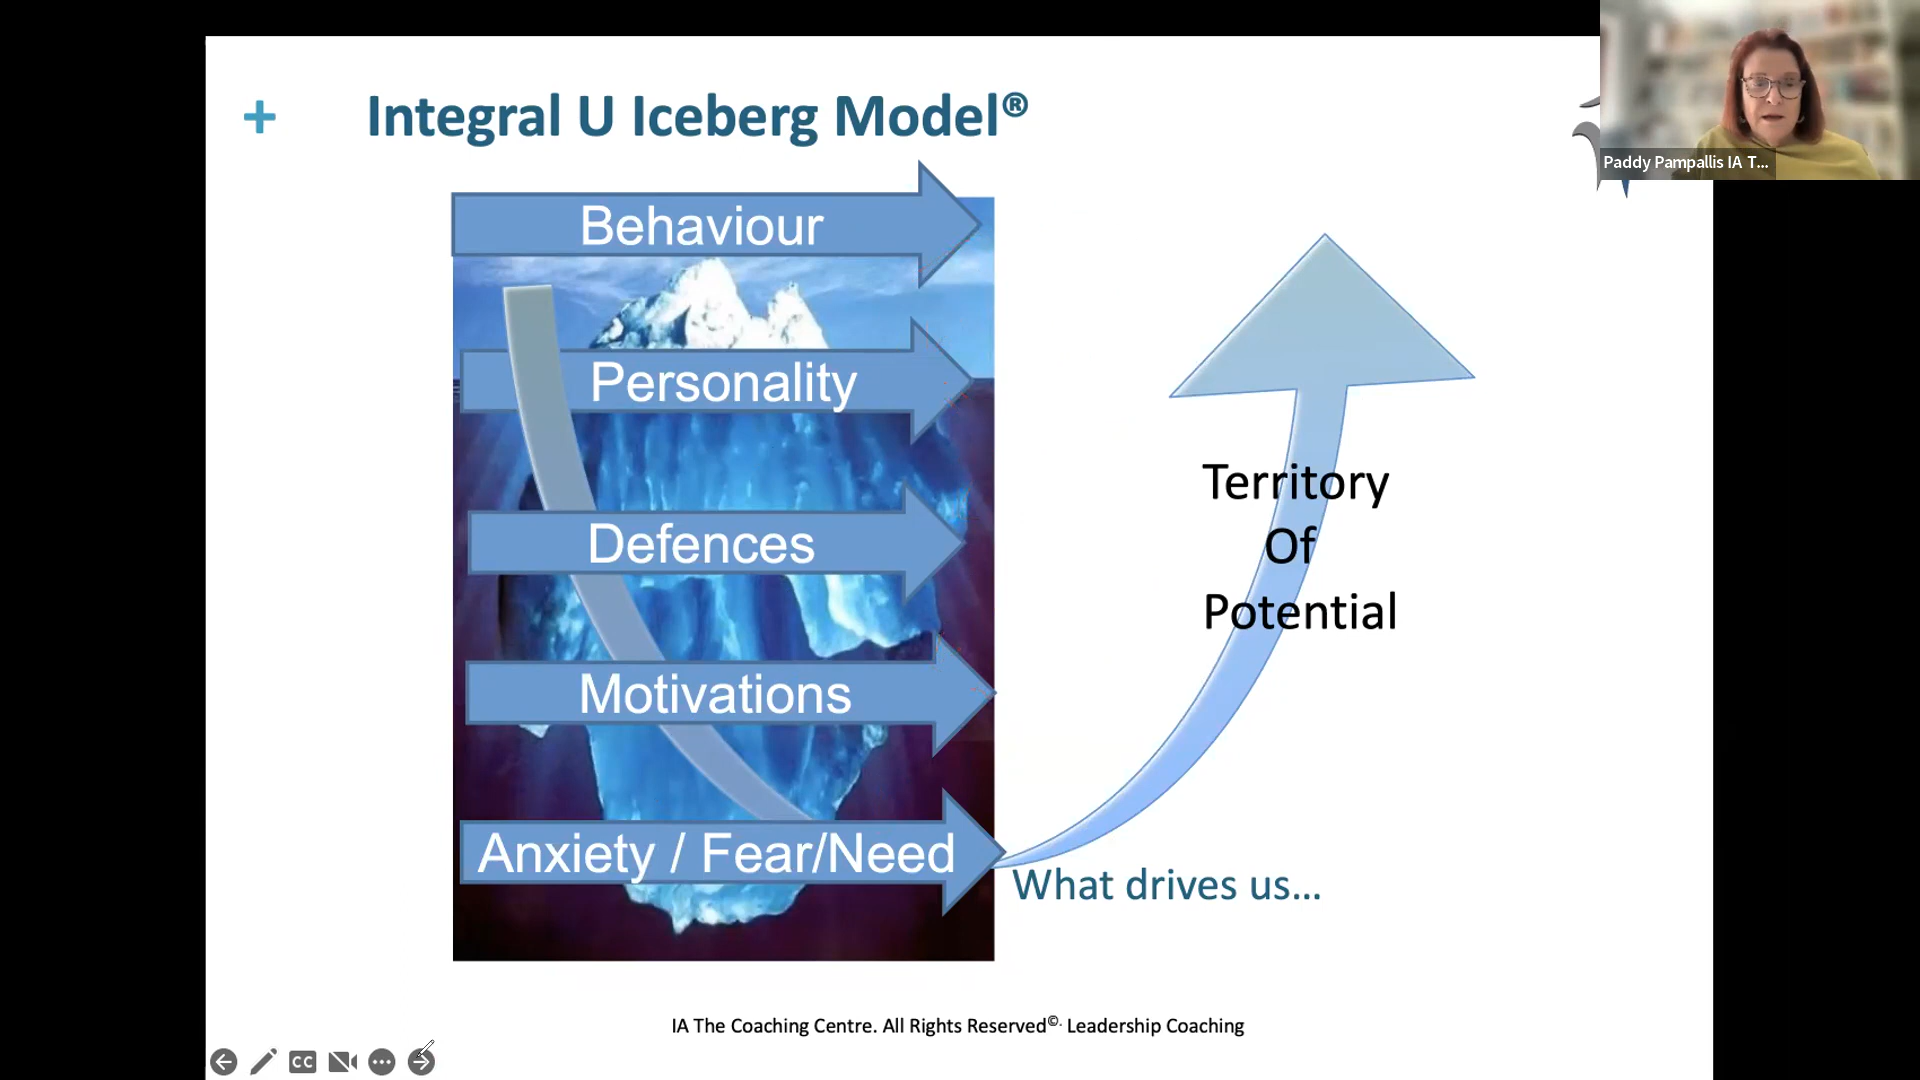 + Integral U Iceberg Model®
Paddy Pampallis IA T...
Behaviour
Personality
Defences
Motivations
Anxiety / Fear/Need
Territory
Of
Potential
What drives us...
IA The Coaching Centre. All Rights Reserved©. Leadership Coaching
CC